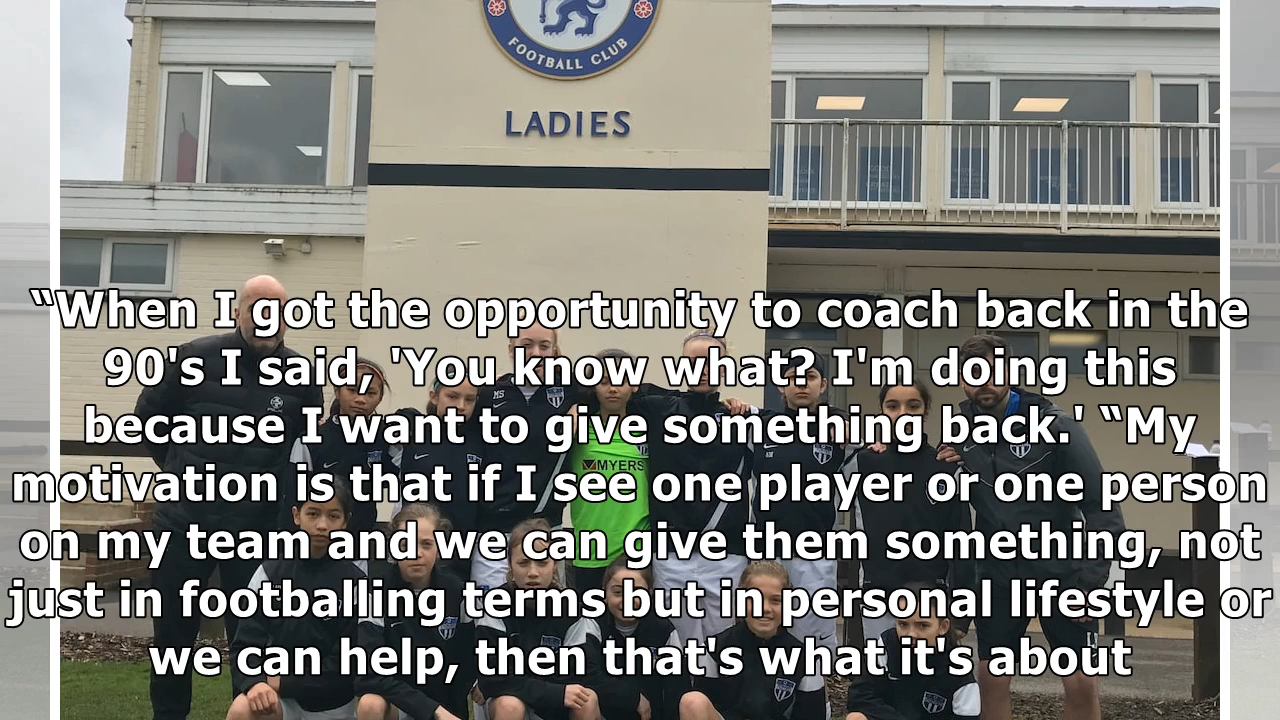 FOOTBALL CLUB
LADIES
“When I got the opportunity to coach back in the
90's I said, 'You know what? I'm doing this
because I want to give something back.' “My
motivation is that if I see one player or one person
on my team and we can give them something, not
just in footballing terms but in personal lifestyle or
we can help, then that's what it's about
MS
MYERS